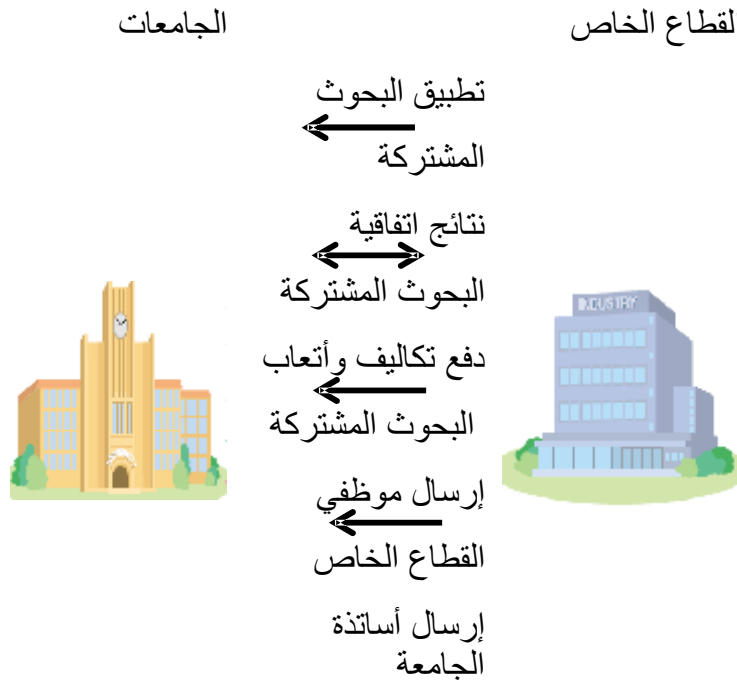 لقطاع الخاص
الجامعات
تطبيق البحوث
المشتركة
نتائج اتفاقية
البحوث المشتركة
INDUSTRY
دفع تكاليف وأتعاب
البحوث المشتركة
إرسال موظفي
القطاع الخاص
إرسال أساتذة
الجامعة